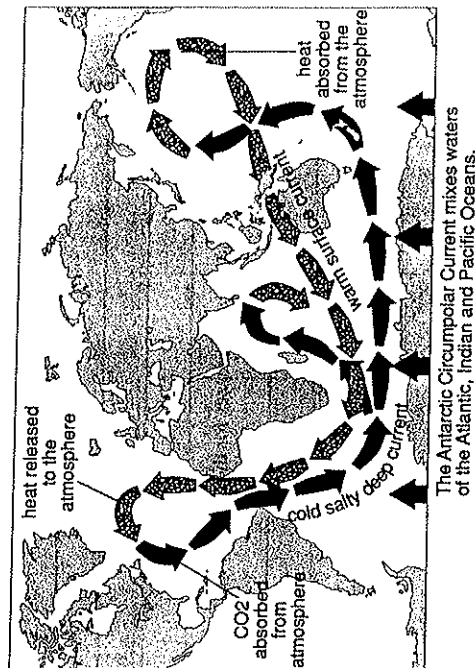 heat released
to the
atmosphere
CO2
absorbed
from
atmosphere
cold salty deep current
warm surface current
heat
absorbed
from the
atmosphere
The Antarctic Circumpolar Current mixes waters
of the Atlantic, Indian and Pacific Oceans.